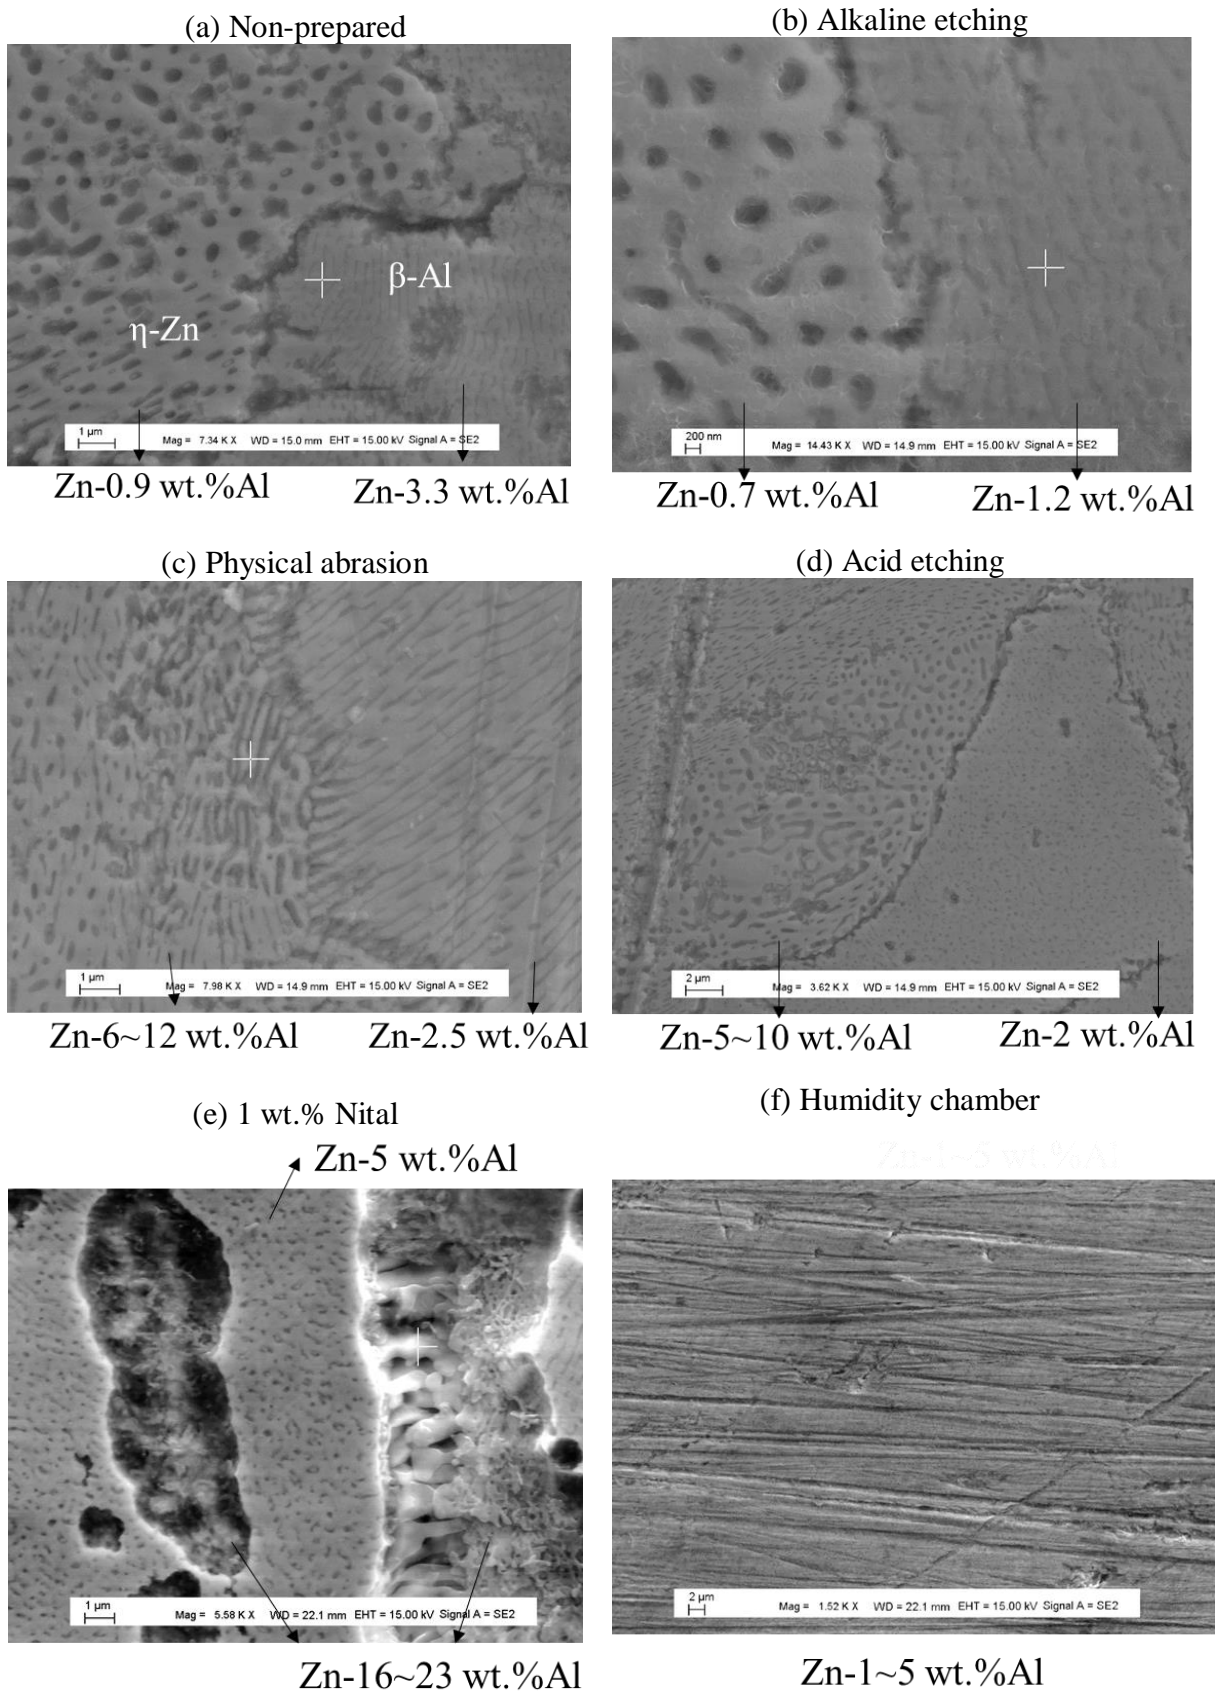 (a) Non-prepared
(b) Alkaline etching
β-Al
η-Zn
1 µm
Mag = 7.34 K X WD = 15.0 mm EHT = 15.00 kV Signal A = SE2
200 nm
Mag = 14.43 K X WD = 14.9 mm EHT = 15.00 kV Signal A = SE2
Zn-0.9 wt.%Al
Zn-3.3 wt.%Al
Zn-0.7 wt.%Al
Zn-1.2 wt.%Al
(c) Physical abrasion
(d) Acid etching
1 µm
Mag = 7.98 K X WD = 14.9 mm EHT = 15.00 kV Signal A = SE2
2 µm
Mag = 3.62 K X WD = 14.9 mm EHT = 15.00 kV Signal A = SE2
Zn-6~12 wt.%Al
Zn-2.5 wt.%Al
Zn-5~10 wt.%Al
Zn-2 wt.%Al
(e) 1 wt.% Nital
(f) Humidity chamber
Zn-5 wt.%Al
Zn-1~5 wt.%Al
1 µm
Mag = 5.58 K X WD = 22.1 mm EHT = 15.00 kV Signal A = SE2
2 µm
Mag = 1.52 K X WD = 22.1 mm EHT = 15.00 kV Signal A = SE2
Zn-16~23 wt.%Al
Zn-1~5 wt.%Al